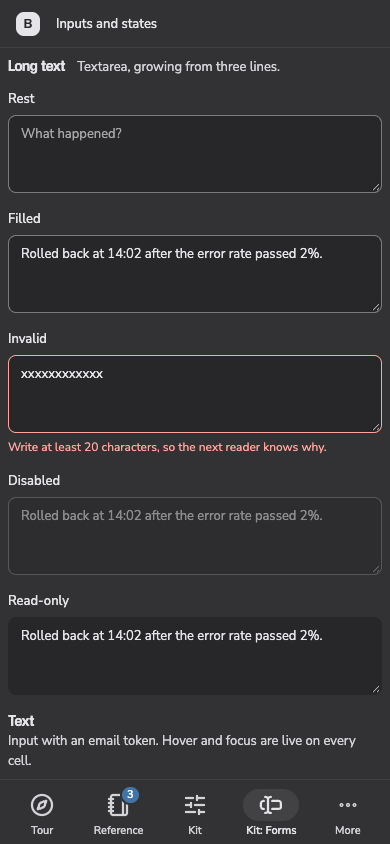 B Inputs and states
Long text Textarea, growing from three lines.
Rest
What happened?
Filled
Rolled back at 14:02 after the error rate passed 2%.
Invalid
xxxxxxxxxxxx
Write at least 20 characters, so the next reader knows why.
Disabled
Rolled back at 14:02 after the error rate passed 2%.
Read-only
Rolled back at 14:02 after the error rate passed 2%.
Text
Input with an email token. Hover and focus are live on every
cell.
3
Tour Reference Kit Kit: Forms More